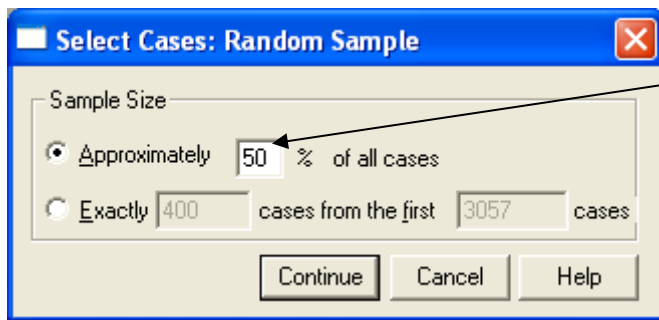 Select Cases: Random Sample
Sample Size
Approximately 50 % of all cases
Exactly 400 cases from the first 3057 cases
Continue Cancel Help